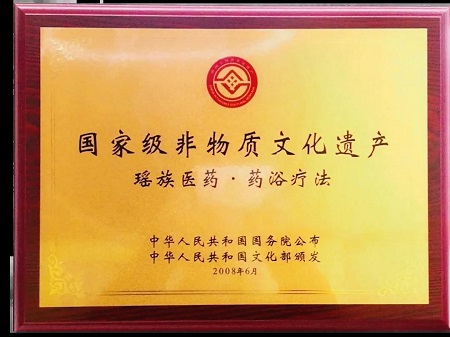 国家级非物质文化遗产
瑶族医药·药浴疗法
中华人民共和国国务院公布
中华人民共和国文化部颁发
2008年6月